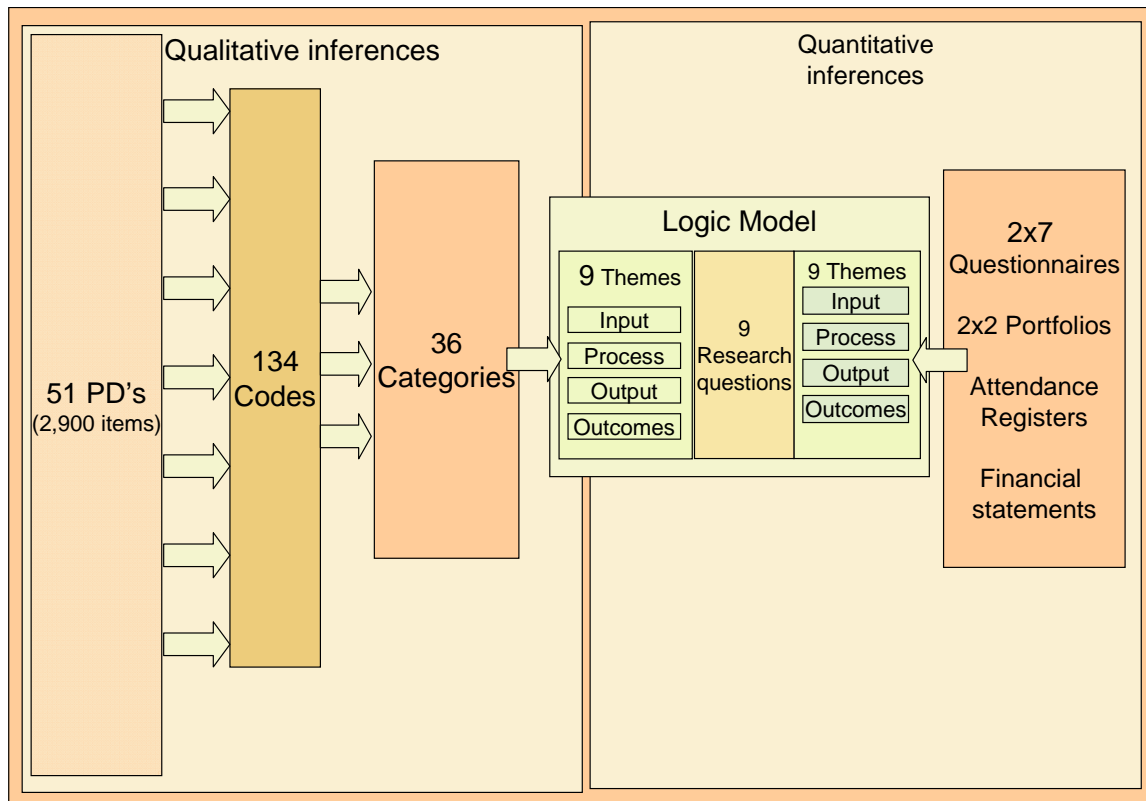 Qualitative inferences
51 PD’s
(2,900 items)
134
Codes
36
Categories
Quantitative
inferences
Logic Model
9 Themes
Input
Process
Output
Outcomes
9
Research
questions
9 Themes
Input
Process
Output
Outcomes
2x7
Questionnaires
2x2 Portfolios
Attendance
Registers
Financial
statements